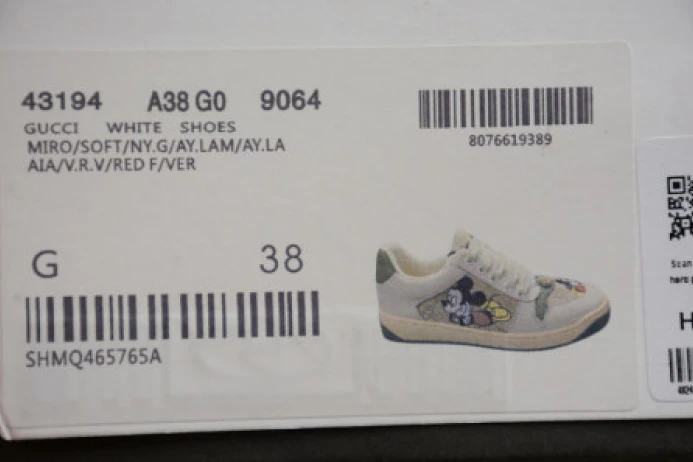 43194 A38 G0 9064
GUCCI WHITE SHOES
MIRO/SOFT/NY.G/AY.LAM/AY.LA
AIA/V.R.V/RED F/VER
8076619389
G 38
SHMQ465765A
Scan
H